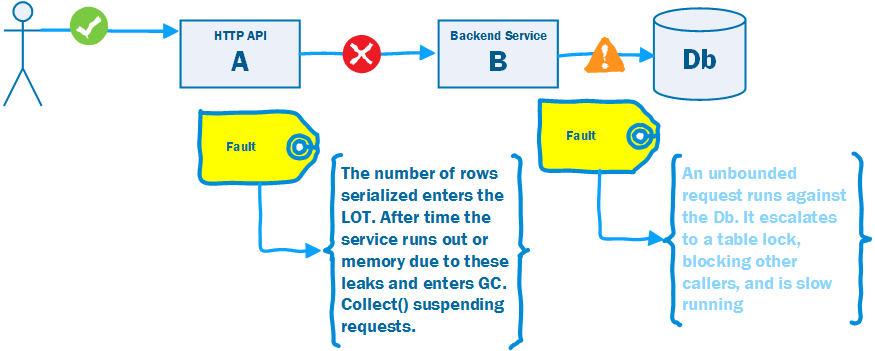 HTTP API
A
Backend Service
B
Db
Fault
The number of rows
serialized enters the
LOT. After time the
service runs out or
memory due to these
leaks and enters GC.
Collect() suspending
requests.
Fault
An unbounded
request runs against
the Db. It escalates
to a table lock,
blocking other
callers, and is slow
running